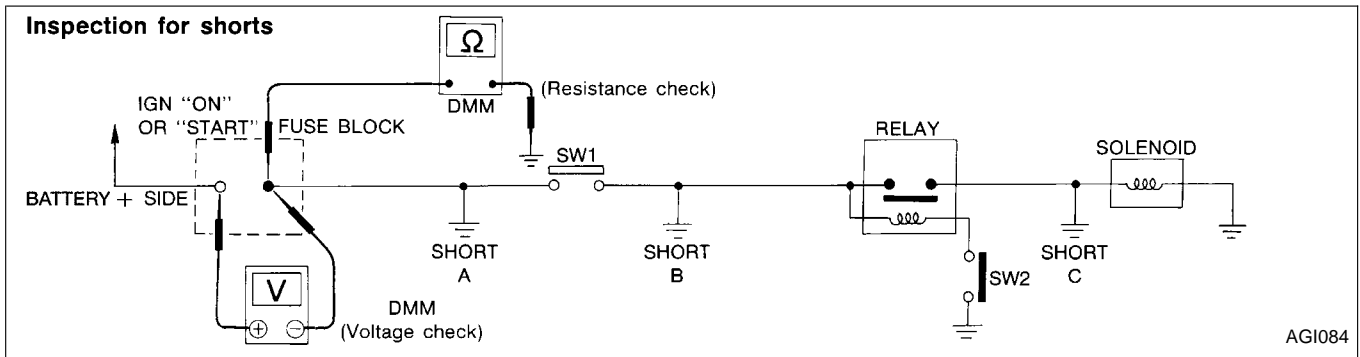 Inspection for shorts
Ω
DMM
(Resistance check)
IGN "ON"
OR "START"
FUSE BLOCK
BATTERY + SIDE
SW1
RELAY
SOLENOID
SHORT
A
SHORT
B
SHORT
C
SW2
V
+ −
DMM
(Voltage check)
AGI084